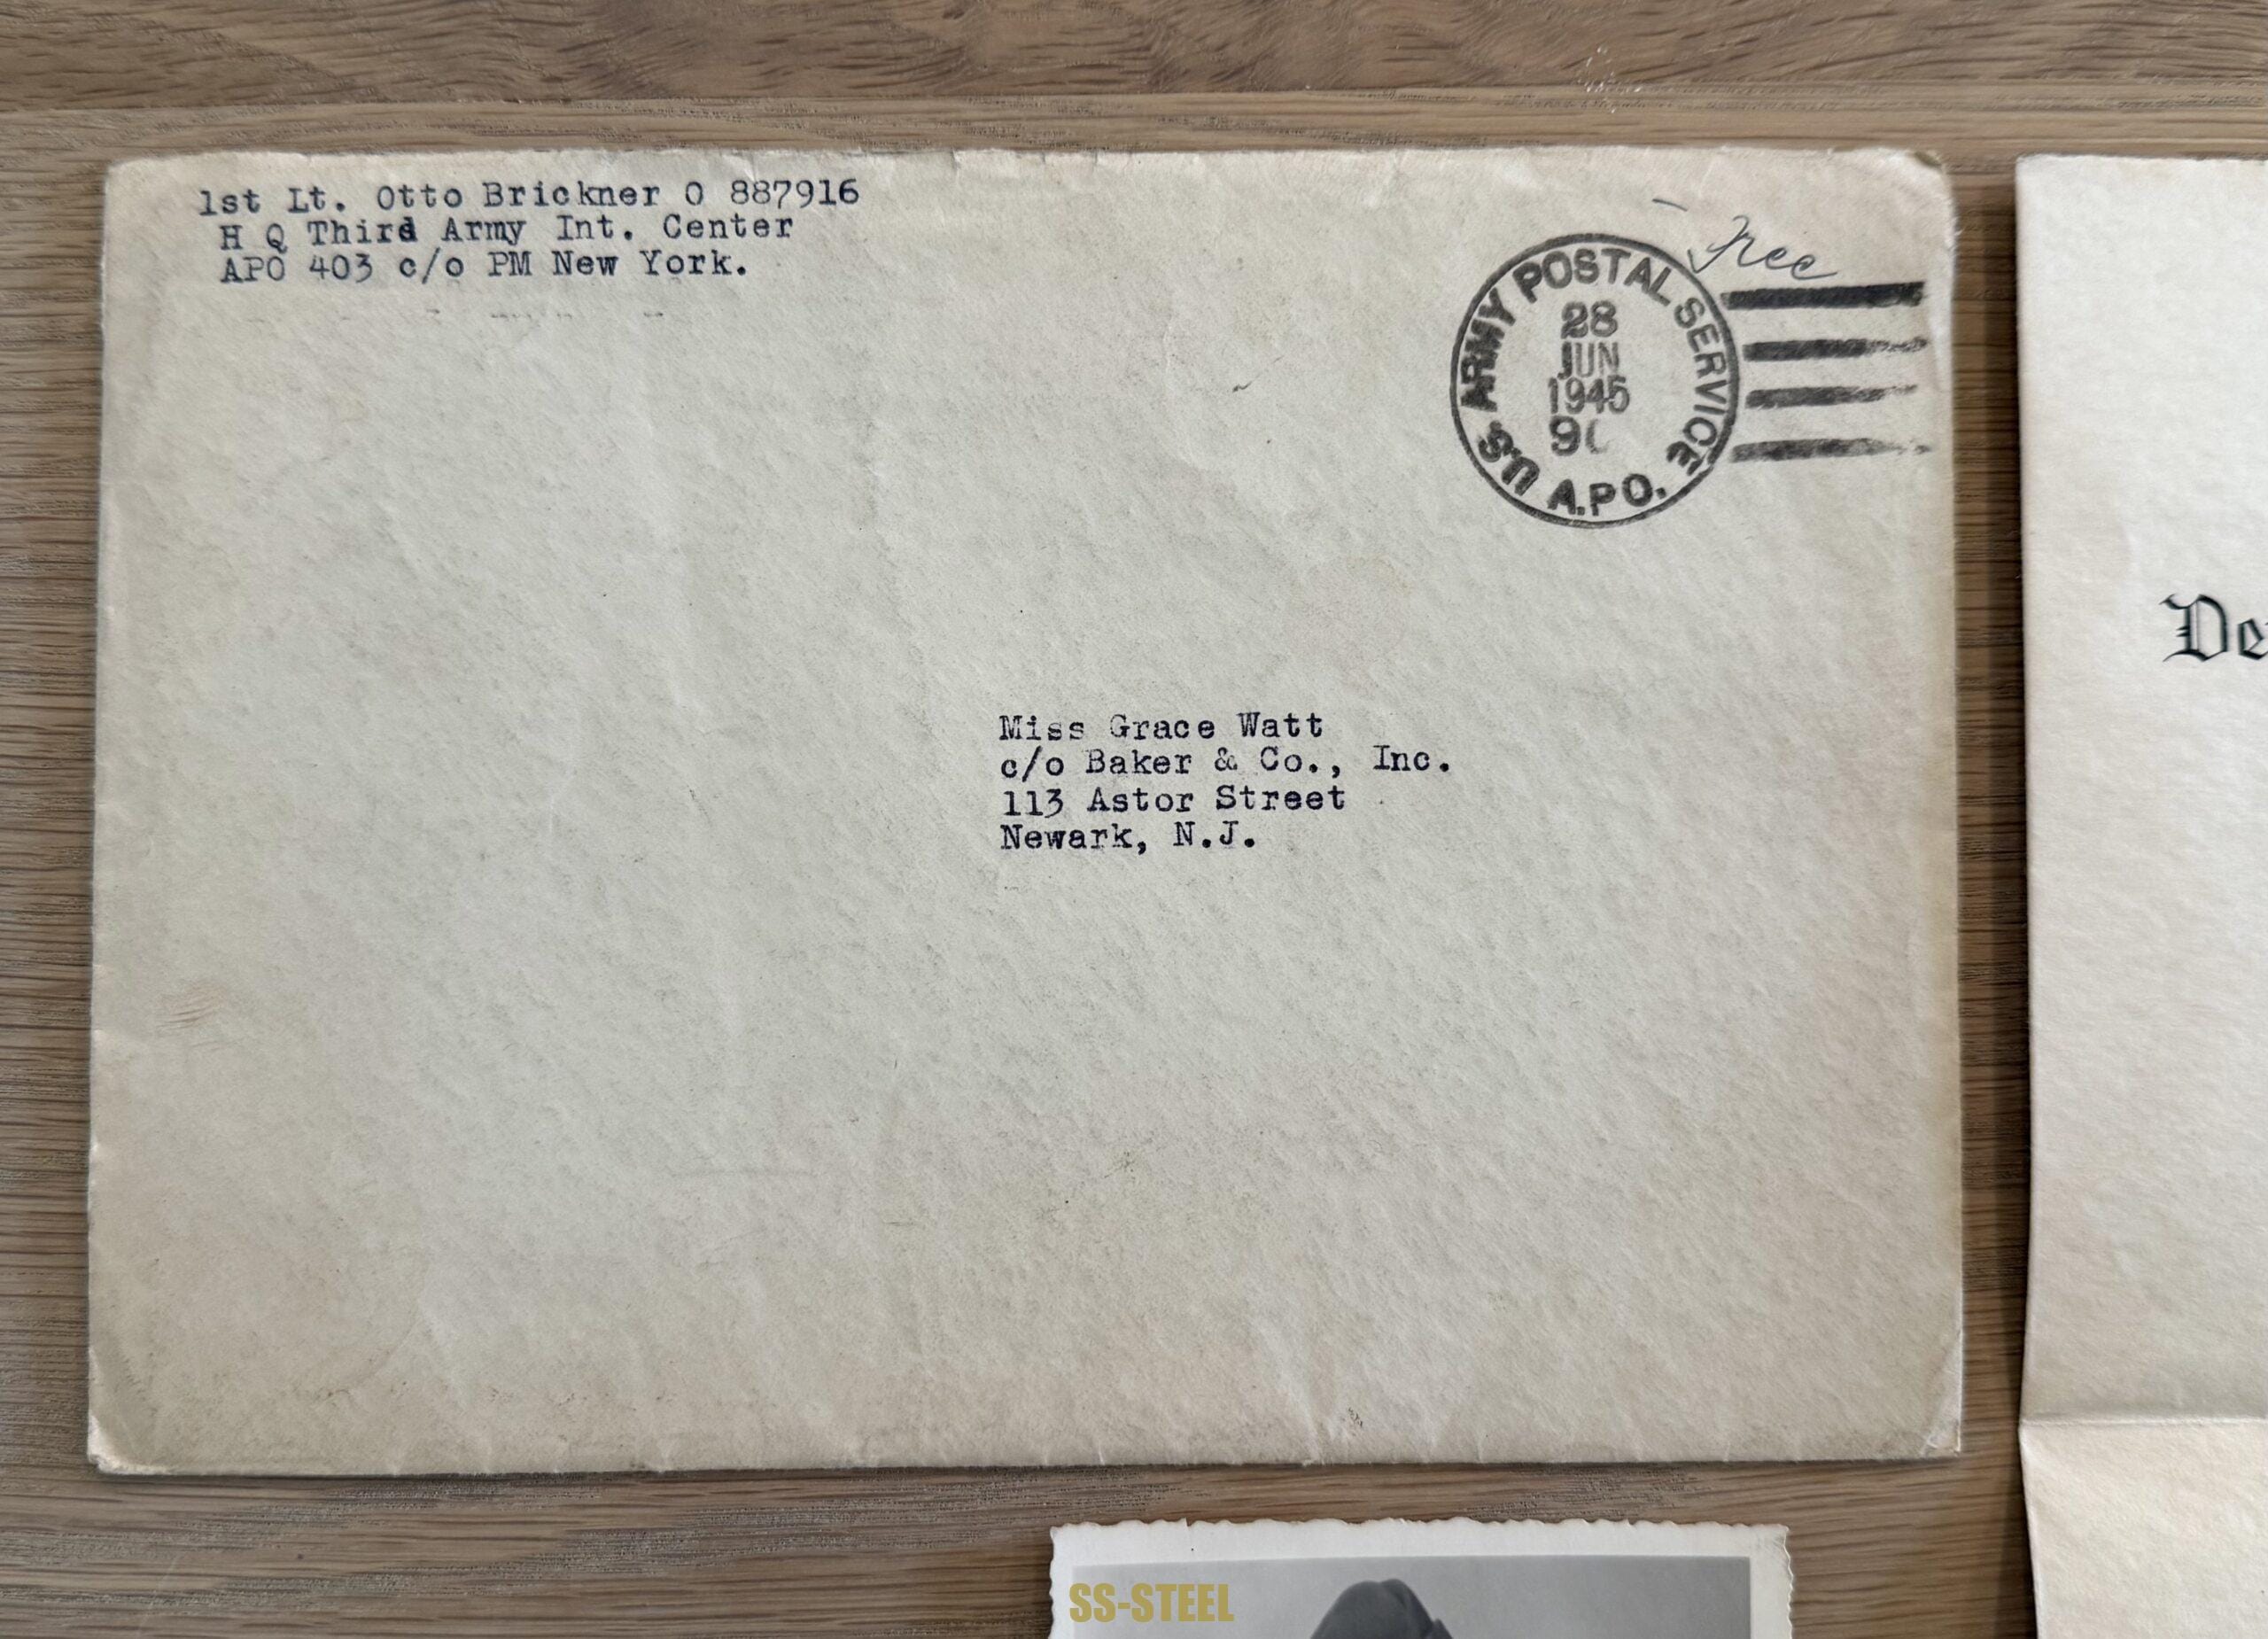 1st Lt. Otto Brickner O 887916
H Q Third Army Int. Center
APO 403 c/o PM New York.
Free
U.S. ARMY POSTAL SERVICE
28
JUN
1945
A.P.O.
Miss Grace Watt
c/o Baker & Co., Inc.
113 Astor Street
Newark, N.J.
De
SS-STEEL